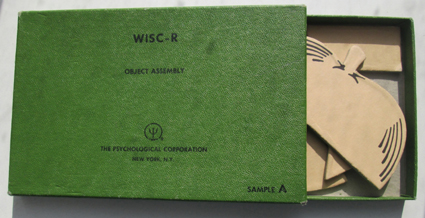 WISC-R
OBJECT ASSEMBLY
THE PSYCHOLOGICAL CORPORATION
NEW YORK, N.Y.
SAMPLE A